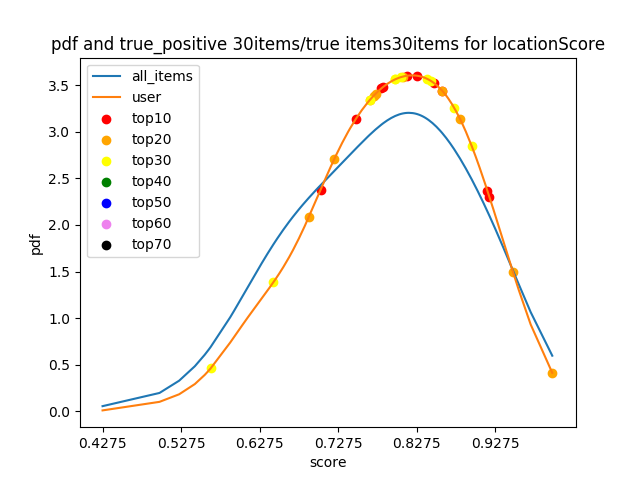 pdf and true_positive 30items/true items30items for locationScore
all_items
user
top10
top20
top30
top40
top50
top60
top70
3.5
3.0
2.5
2.0
1.5
1.0
0.5
0.0
pdf
0.4275 0.5275 0.6275 0.7275 0.8275 0.9275
score